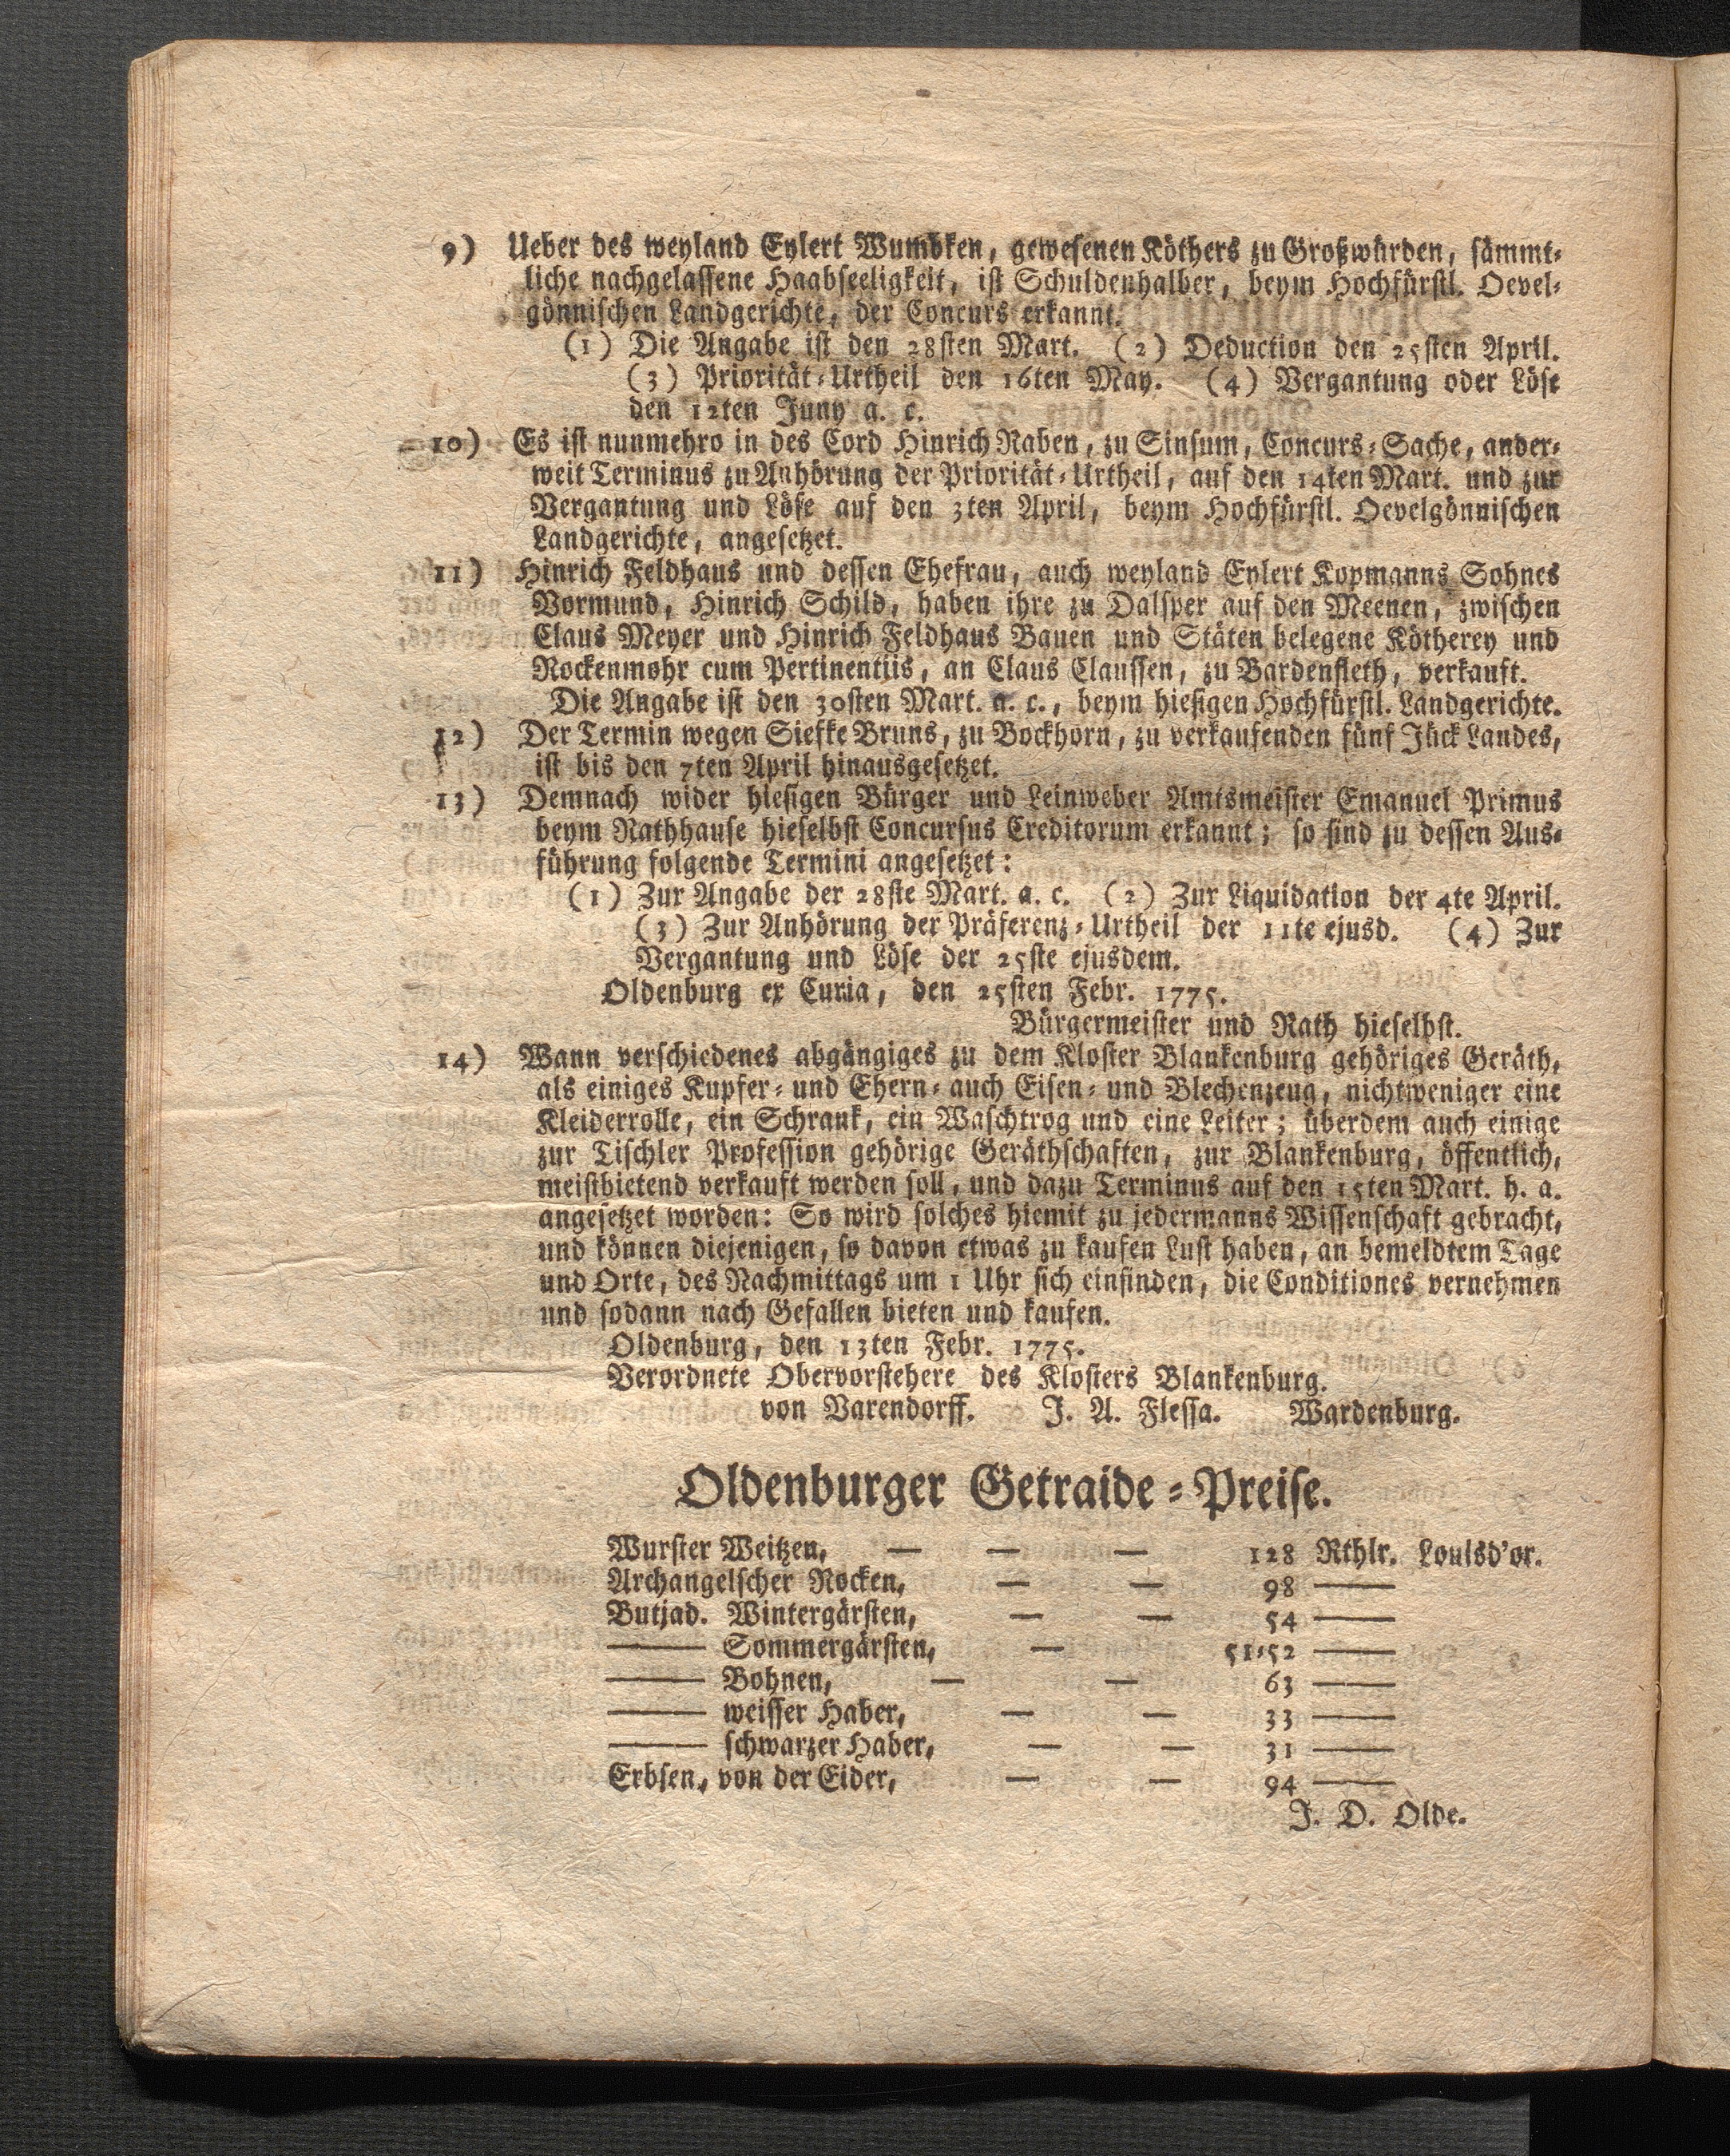 9) Ueber des weyland Eylert Wumbken, gewesenen Köthers zu Großwürden, sämmt-
liche nachgelassene Haabseeligkeit, ist Schuldenhalber, beym Hochfürstl. Oevel-
gönnischen Landgerichte, der Concurs erkannt.
(1) Die Angabe ist den 28sten Mart. (2) Deduction den 25sten April.
(3) Priorität-Urtheil den 16ten May. (4) Vergantung oder Löse
den 12ten Juny a. c.
10) Es ist nunmehro in des Cord Hinrich Raben, zu Sinsum, Concurs-Sache, ander-
weit Terminus zu Anhörung der Priorität-Urtheil, auf den 14ten Mart. und zur
Vergantung und Löse auf den 3ten April, beym Hochfürstl. Oevelgönnischen
Landgerichte, angesetzet.
11) Hinrich Feldhaus und dessen Ehefrau, auch weyland Eylert Kopmanns Sohnes
Vormund, Hinrich Schild, haben ihre zu Dalsper auf den Meenen, zwischen
Claus Meyer und Hinrich Feldhaus Bauen und Stäten belegene Kötherey und
Rockenmohr cum Pertinentiis, an Claus Claussen, zu Bardenfleth, verkauft.
Die Angabe ist den 30sten Mart. a. c., beym hiesigen Hochfürstl. Landgerichte.
12) Der Termin wegen Siefke Bruns, zu Bockhorn, zu verkaufenden fünf Jück Landes,
ist bis den 7ten April hinausgesetzet.
13) Demnach wider hiesigen Bürger und Leinweber Amtsmeister Emanuel Primus
beym Rathhause hieselbst Concursus Creditorum erkannt; so sind zu dessen Aus-
führung folgende Termini angesetzet:
(1) Zur Angabe der 28ste Mart. a. c. (2) Zur Liquidation der 4te April.
(3) Zur Anhörung der Präferenz-Urtheil der 11te ejusd. (4) Zur
Vergantung und Löse der 25ste ejusdem.
Oldenburg ex Curia, den 25sten Febr. 1775.
Bürgermeister und Rath hieselbst.
14) Wann verschiedenes abgängiges zu dem Kloster Blankenburg gehöriges Geräth,
als einiges Kupfer- und Ehern- auch Eisen- und Blechenzeug, nichtweniger eine
Kleiderrolle, ein Schrank, ein Waschtrog und eine Leiter; überdem auch einige
zur Tischler Profession gehörige Geräthschaften, zur Blankenburg, öffentlich,
meistbietend verkauft werden soll, und dazu Terminus auf den 15ten Mart. h. a.
angesetzet worden: So wird solches hiemit zu jedermanns Wissenschaft gebracht,
und können diejenigen, so davon etwas zu kaufen Lust haben, an bemeldtem Tage
und Orte, des Nachmittags um 1 Uhr sich einfinden, die Conditiones vernehmen
und sodann nach Gefallen bieten und kaufen.
Oldenburg, den 13ten Febr. 1775.
Verordnete Obervorstehere des Klosters Blankenburg.
von Varendorff. J. A. Flessa. Wardenburg.
Oldenburger Getraide-Preise.
Wurster Weitzen, — — — 128 Rthlr. Louisd'or.
Archangelscher Rocken, — — 98 ——
Butjad. Wintergärsten, — — 54 ——
—— Sommergärsten, — 51-52 ——
—— Bohnen, — — 63 ——
—— weisser Haber, — — 33 ——
—— schwarzer Haber, — — 31 ——
Erbsen, von der Eider, — — 94 ——
J. D. Olde.